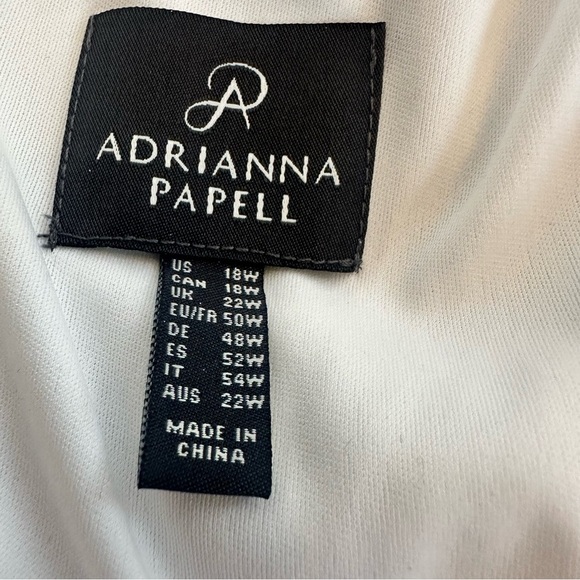 AP
ADRIANNA
PAPELL
US 18W
CAN 18W
UK 22W
EU/FR 50W
DE 48W
ES 52W
IT 54W
AUS 22W
MADE IN
CHINA